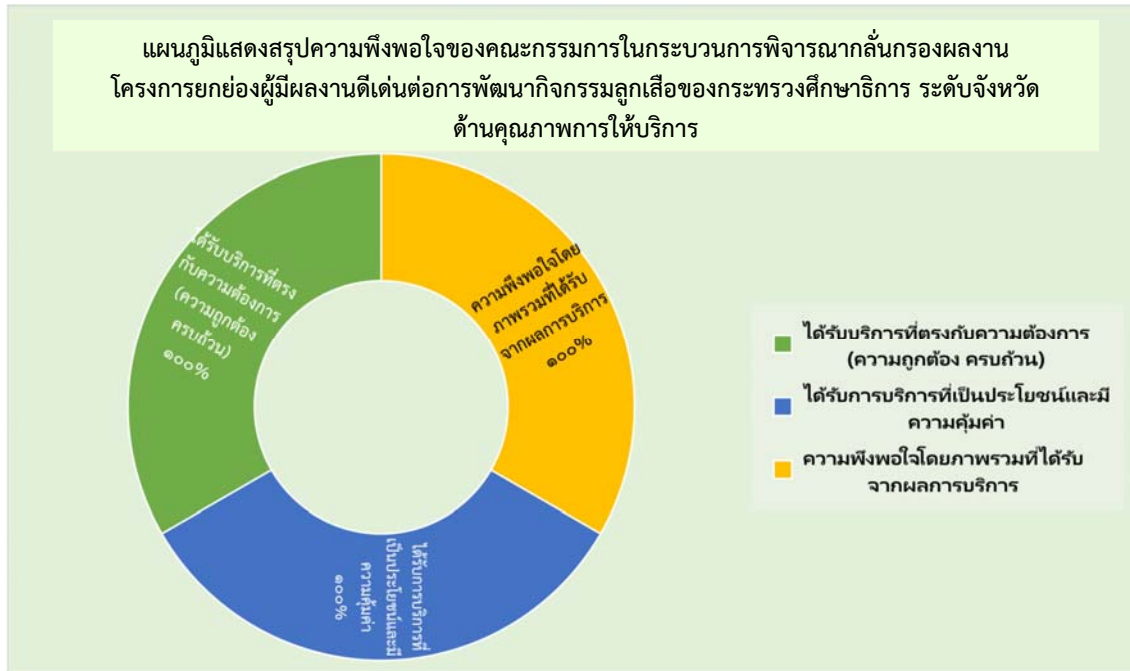 แผนภูมิแสดงสรุปความพึงพอใจของคณะกรรมการในกระบวนการพิจารณากลั่นกรองผลงาน
โครงการยกย่องผู้มีผลงานดีเด่นต่อการพัฒนากิจกรรมลูกเสือของกระทรวงศึกษาธิการ ระดับจังหวัด
ด้านคุณภาพการให้บริการ
ได้รับบริการที่ตรง
กับความต้องการ
(ความถูกต้อง
ครบถ้วน)
๑๐๐%
ความพึงพอใจโดย
ภาพรวมที่ได้รับ
จากผลการบริการ
๑๐๐%
ได้รับการบริการที่
เป็นประโยชน์และมี
ความคุ้มค่า
๑๐๐%
ได้รับบริการที่ตรงกับความต้องการ
(ความถูกต้อง ครบถ้วน)
ได้รับการบริการที่เป็นประโยชน์และมี
ความคุ้มค่า
ความพึงพอใจโดยภาพรวมที่ได้รับ
จากผลการบริการ